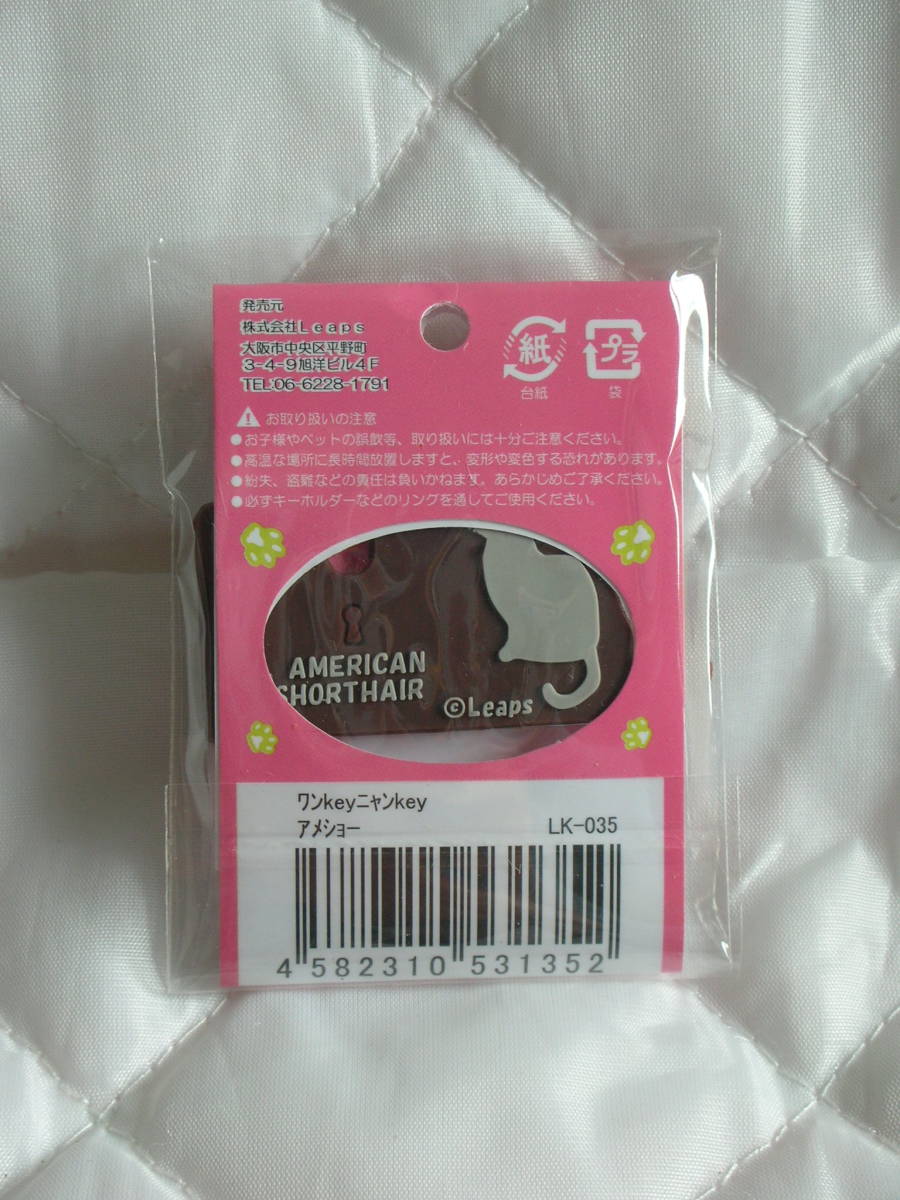 発売元
株式会社Leaps
大阪市中央区平野町
3-4-9旭洋ビル4F
TEL:06-6228-1791
紙
台紙
プラ
袋
お取り扱いの注意
●お子様やペットの誤飲等、取り扱いには十分ご注意ください。
●高温な場所に長時間放置しますと、変形や変色する恐れがあります。
●紛失、盗難などの責任は負いかねます。あらかじめご了承ください。
●必ずキーホルダーなどのリングを通してご使用ください。
AMERICAN
SHORTHAIR
©Leaps
ワンkeyニャンkey
アメショー LK-035
4 582310 531352